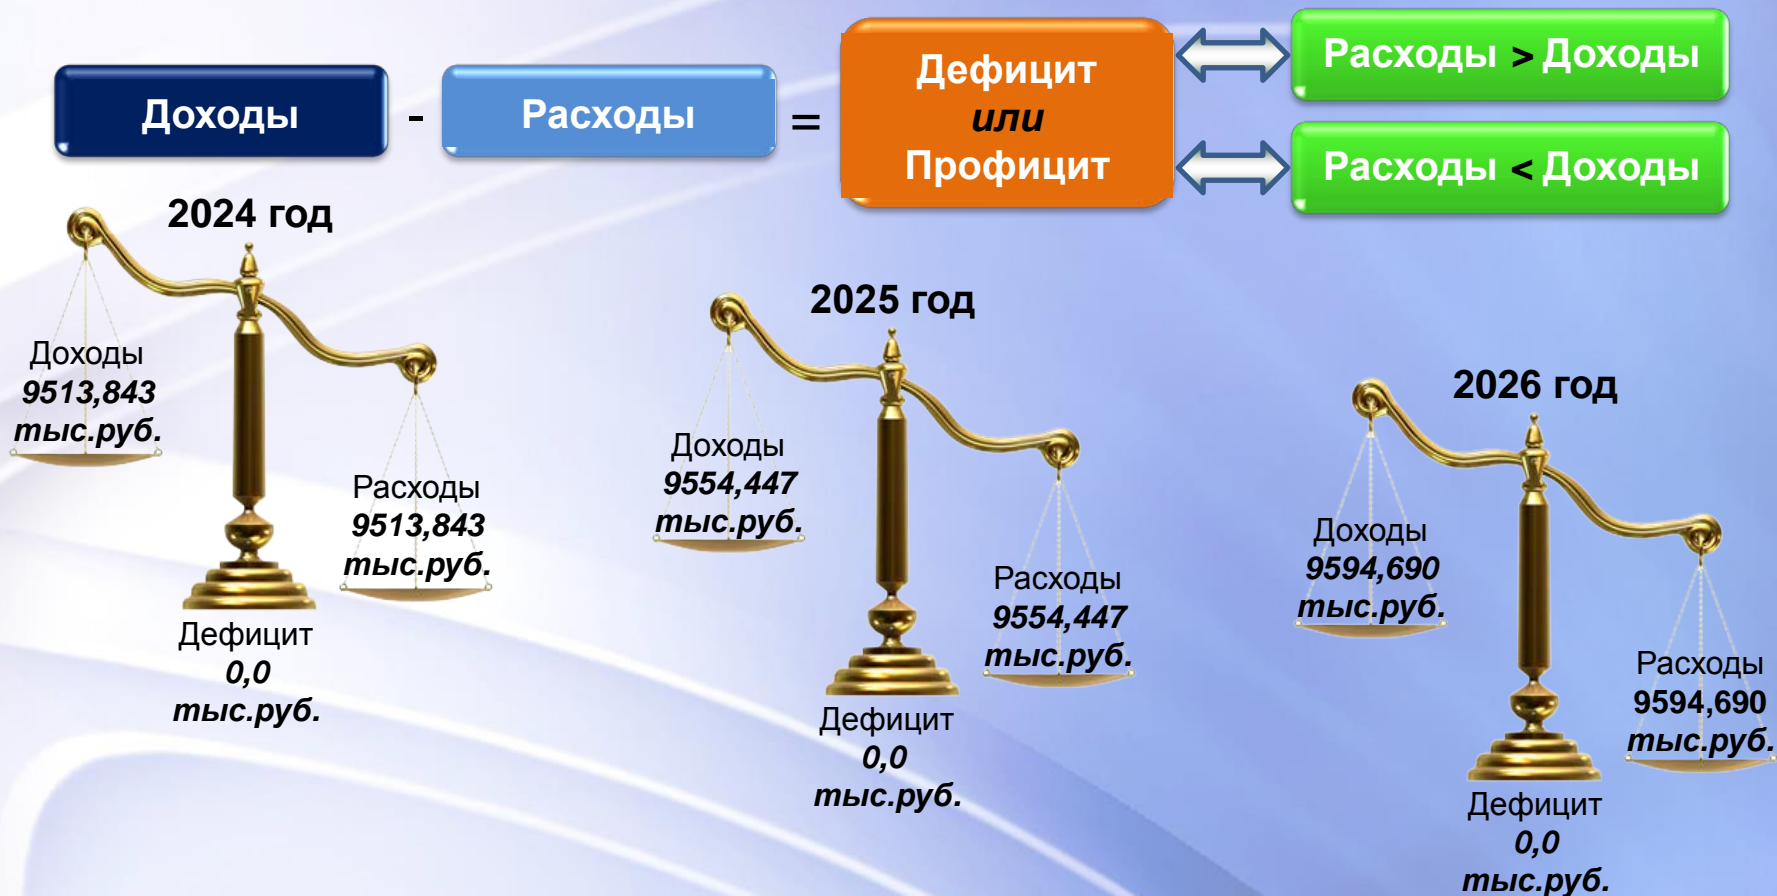 Доходы
-
Расходы
=
Дефицит
или
Профицит
Расходы > Доходы
Расходы < Доходы
2024 год
Доходы
9513,843
тыс.руб.
Расходы
9513,843
тыс.руб.
Дефицит
0,0
тыс.руб.
2025 год
Доходы
9554,447
тыс.руб.
Расходы
9554,447
тыс.руб.
Дефицит
0,0
тыс.руб.
2026 год
Доходы
9594,690
тыс.руб.
Расходы
9594,690
тыс.руб.
Дефицит
0,0
тыс.руб.